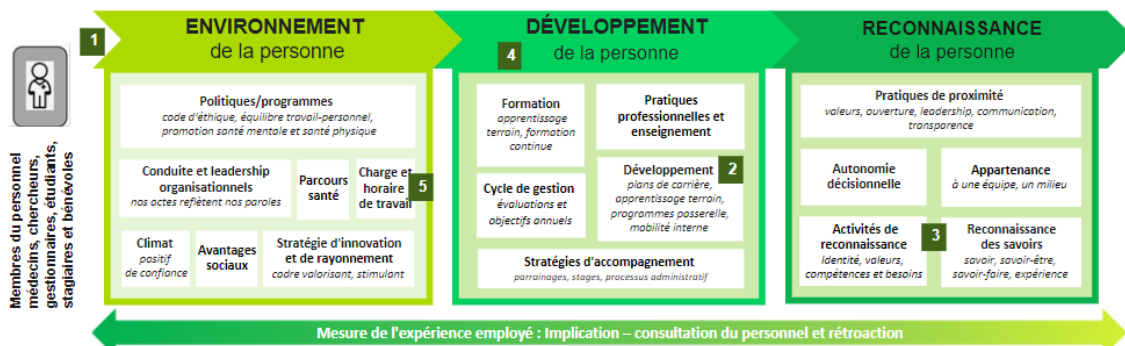 1
ENVIRONNEMENT
de la personne
DÉVELOPPEMENT
4
de la personne
RECONNAISSANCE
de la personne
Membres du personnel
médecins, chercheurs,
gestionnaires, étudiants,
stagiaires et bénévoles
Politiques/programmes
code d'éthique, équilibre travail-personnel,
promotion santé mentale et santé physique
Conduite et leadership
organisationnels
nos actes reflètent nos paroles
Parcours
santé
Charge et
horaire
de travail
5
Climat
positif
de confiance
Avantages
sociaux
Stratégie d'innovation
et de rayonnement
cadre valorisant, stimulant
Formation
apprentissage
terrain, formation
continue
Pratiques
professionnelles et
enseignement
Cycle de gestion
évaluations et
objectifs annuels
Développement
2
plans de carrière,
apprentissage terrain,
programmes passerelle,
mobilité interne
Stratégies d'accompagnement
parrainages, stages, processus administratif
Pratiques de proximité
valeurs, ouverture, leadership, communication,
transparence
Autonomie
décisionnelle
Appartenance
à une équipe, un milieu
Activités de
reconnaissance
Identité, valeurs,
compétences et besoins
3
Reconnaissance
des savoirs
savoir, savoir-être,
savoir-faire, expérience
Mesure de l'expérience employé : Implication – consultation du personnel et rétroaction